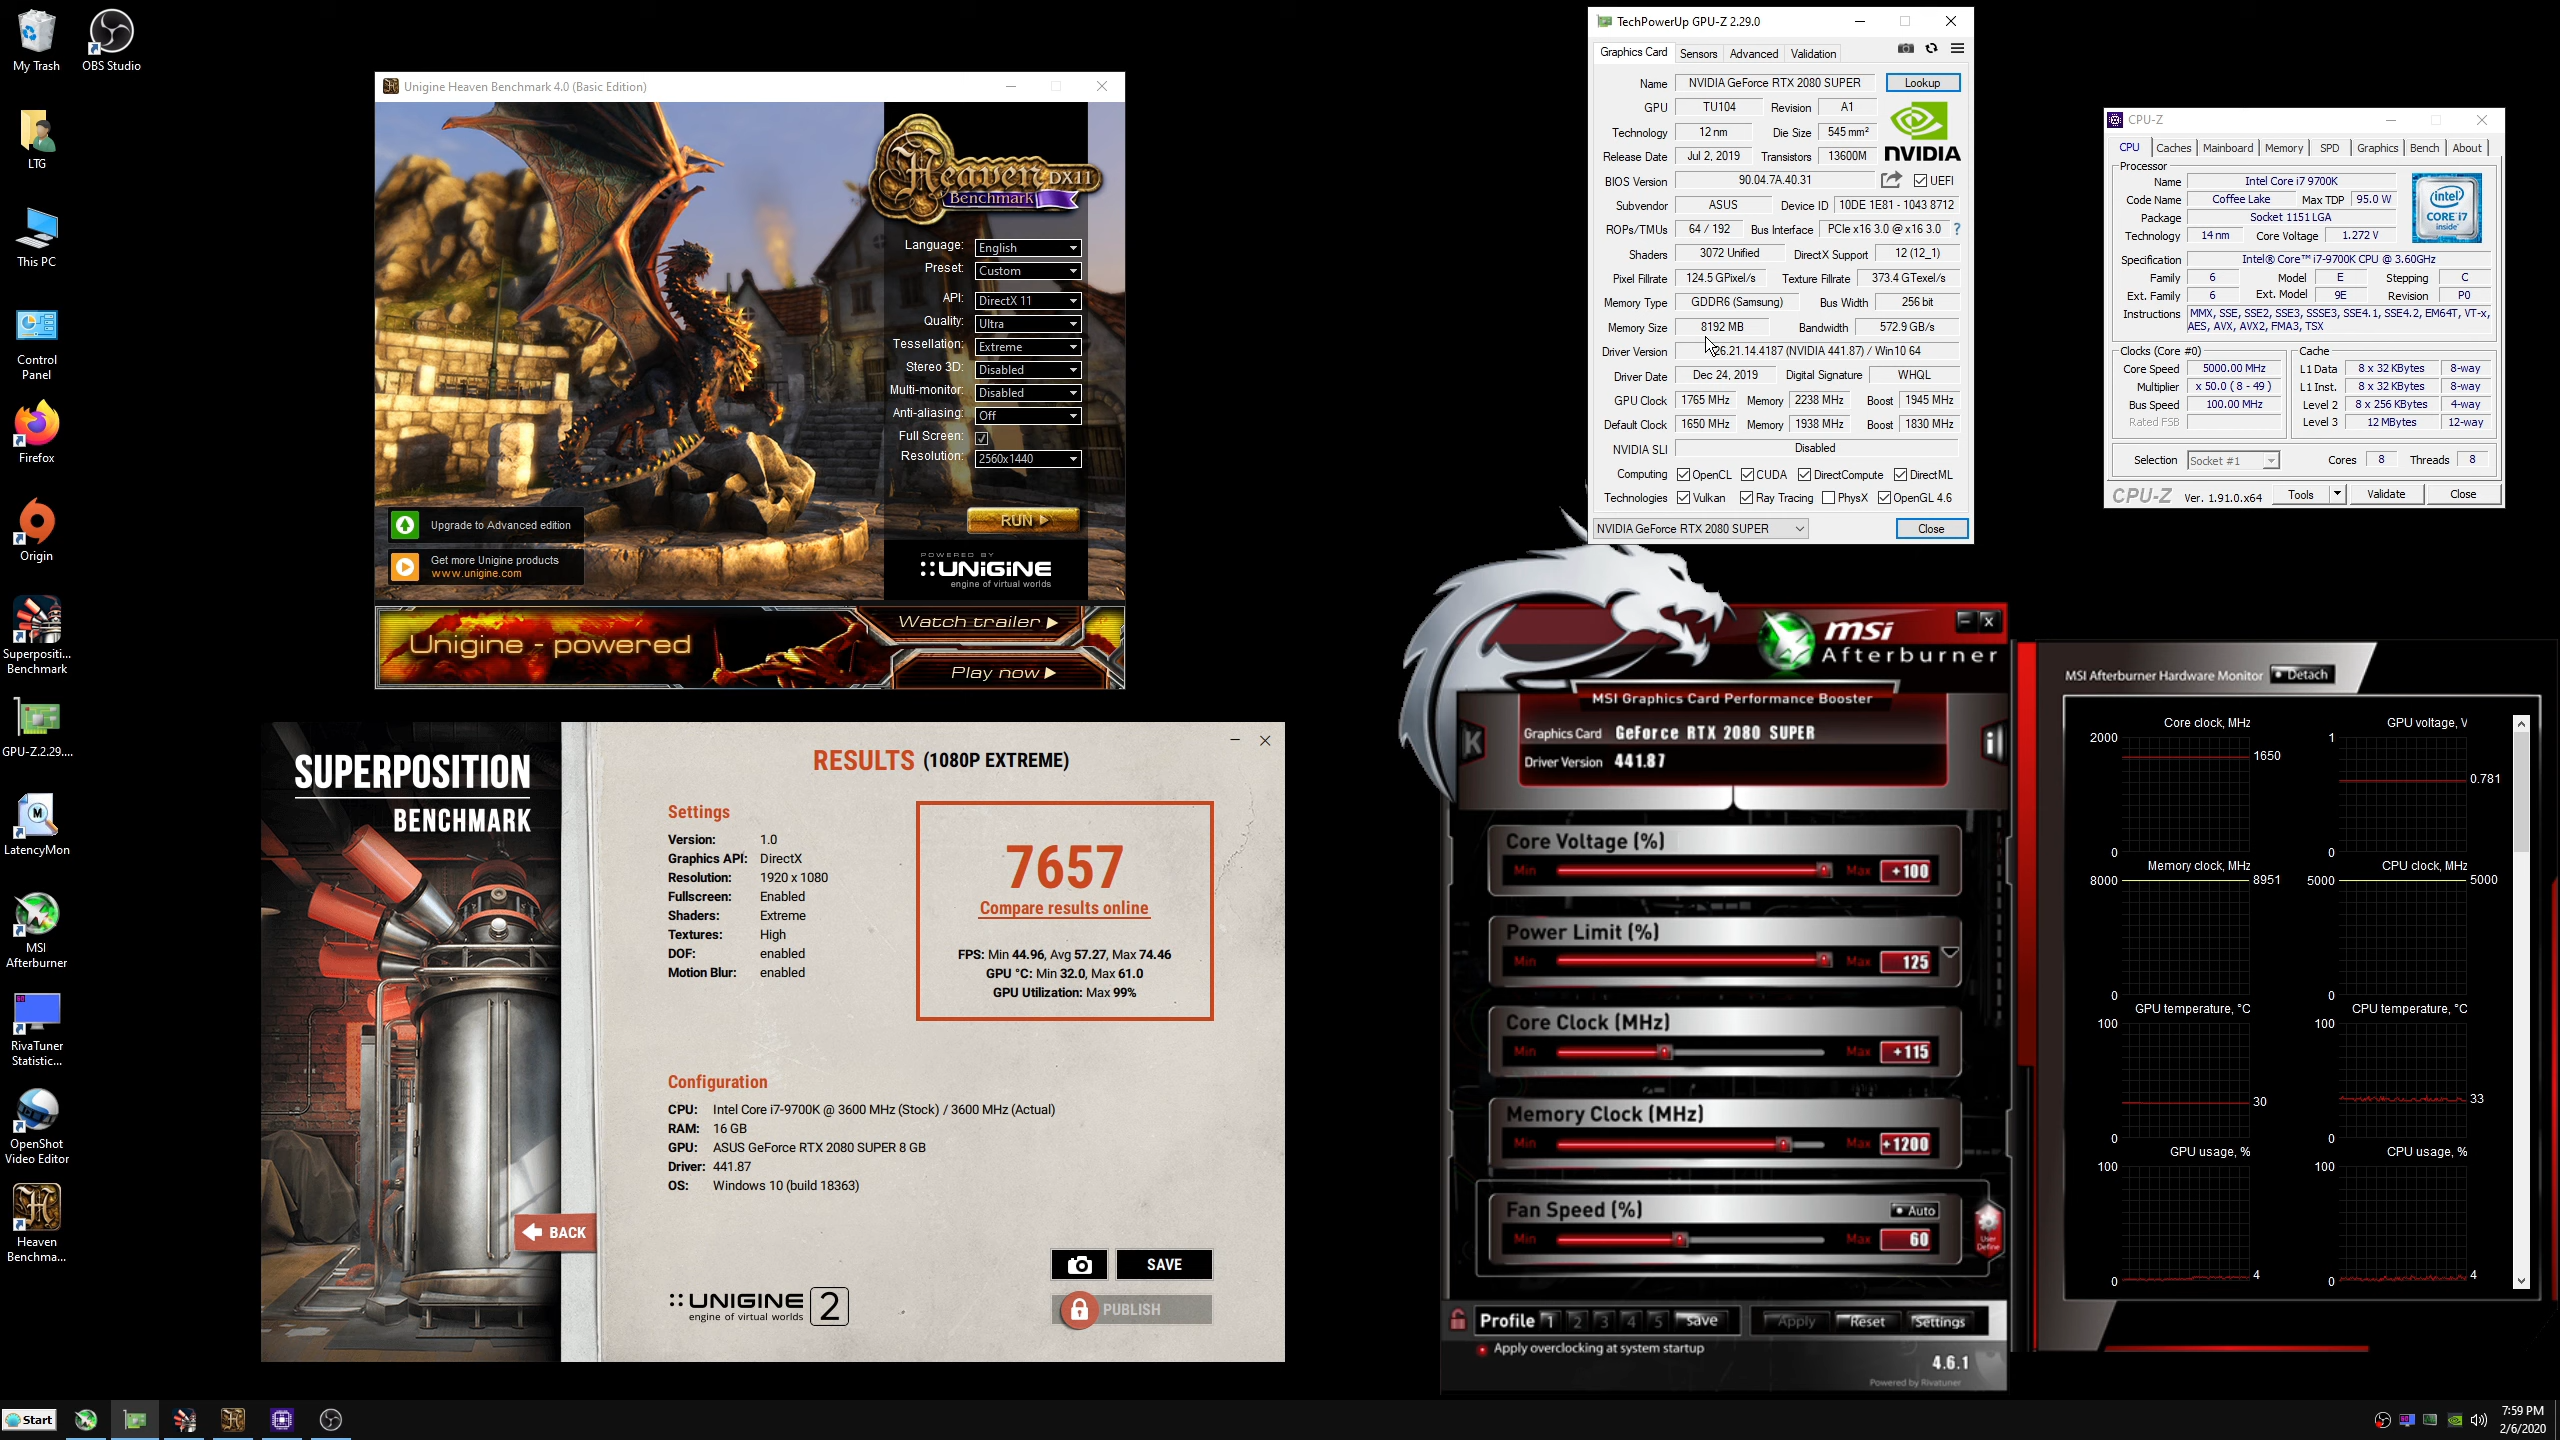 My Trash
OBS Studio
LTG
This PC
Control
Panel
Firefox
Origin
Superpositi...
Benchmark
GPU-Z.2.29....
LatencyMon
MSI
Afterburner
RivaTuner
Statistic...
OpenShot
Video Editor
Heaven
Benchma...
Unigine Heaven Benchmark 4.0 (Basic Edition)
Heaven DX11
Benchmark
Language: English
Preset: Custom
API: DirectX 11
Quality: Ultra
Tessellation: Extreme
Stereo 3D: Disabled
Multi-monitor: Disabled
Anti-aliasing: Off
Full Screen:
Resolution: 2560x1440
RUN
Upgrade to Advanced edition
Get more Unigine products
www.unigine.com
POWERED BY
UNiGiNE
engine of virtual worlds
Unigine - powered
Watch trailer
Play now
SUPERPOSITION
BENCHMARK
RESULTS (1080P EXTREME)
Settings
Version: 1.0
Graphics API: DirectX
Resolution: 1920 x 1080
Fullscreen: Enabled
Shaders: Extreme
Textures: High
DOF: enabled
Motion Blur: enabled
7657
Compare results online
FPS: Min 44.96, Avg 57.27, Max 74.46
GPU °C: Min 32.0, Max 61.0
GPU Utilization: Max 99%
Configuration
CPU: Intel Core i7-9700K @ 3600 MHz (Stock) / 3600 MHz (Actual)
RAM: 16 GB
GPU: ASUS GeForce RTX 2080 SUPER 8 GB
Driver: 441.87
OS: Windows 10 (build 18363)
BACK
SAVE
PUBLISH
UNIGINE 2
engine of virtual worlds
TechPowerUp GPU-Z 2.29.0
Graphics Card Sensors Advanced Validation
Name NVIDIA GeForce RTX 2080 SUPER Lookup
GPU TU104 Revision A1
Technology 12 nm Die Size 545 mm²
Release Date Jul 2, 2019 Transistors 13600M
NVIDIA
BIOS Version 90.04.7A.40.31 UEFI
Subvendor ASUS Device ID 10DE 1E81 - 1043 8712
ROPs/TMUs 64 / 192 Bus Interface PCIe x16 3.0 @ x16 3.0 ?
Shaders 3072 Unified DirectX Support 12 (12_1)
Pixel Fillrate 124.5 GPixel/s Texture Fillrate 373.4 GTexel/s
Memory Type GDDR6 (Samsung) Bus Width 256 bit
Memory Size 8192 MB Bandwidth 572.9 GB/s
Driver Version 26.21.14.4187 (NVIDIA 441.87) / Win10 64
Driver Date Dec 24, 2019 Digital Signature WHQL
GPU Clock 1765 MHz Memory 2238 MHz Boost 1945 MHz
Default Clock 1650 MHz Memory 1938 MHz Boost 1830 MHz
NVIDIA SLI Disabled
Computing OpenCL CUDA DirectCompute DirectML
Technologies Vulkan Ray Tracing PhysX OpenGL 4.6
NVIDIA GeForce RTX 2080 SUPER Close
CPU-Z
CPU Caches Mainboard Memory SPD Graphics Bench About
Processor
Name Intel Core i7 9700K
Code Name Coffee Lake Max TDP 95.0 W
Package Socket 1151 LGA
Technology 14 nm Core Voltage 1.272 V
intel
CORE i7
inside
Specification Intel® Core™ i7-9700K CPU @ 3.60GHz
Family 6 Model E Stepping C
Ext. Family 6 Ext. Model 9E Revision P0
Instructions MMX, SSE, SSE2, SSE3, SSSE3, SSE4.1, SSE4.2, EM64T, VT-x,
AES, AVX, AVX2, FMA3, TSX
Clocks (Core #0)
Core Speed 5000.00 MHz
Multiplier x 50.0 ( 8 - 49 )
Bus Speed 100.00 MHz
Rated FSB
Cache
L1 Data 8 x 32 KBytes 8-way
L1 Inst. 8 x 32 KBytes 8-way
Level 2 8 x 256 KBytes 4-way
Level 3 12 MBytes 12-way
Selection Socket #1 Cores 8 Threads 8
CPU-Z Ver. 1.91.0.x64 Tools Validate Close
msi
Afterburner
MSI Graphics Card Performance Booster
K
i
Graphics Card GeForce RTX 2080 SUPER
Driver Version 441.87
Core Voltage (%)
Min Max +100
Power Limit (%)
Min Max 125
Core Clock (MHz)
Min Max +115
Memory Clock (MHz)
Min Max +1200
Fan Speed (%) Auto
Min Max 60
User
Define
Profile 1 2 3 4 5 save Apply Reset Settings
Apply overclocking at system startup
4.6.1
Powered by Rivatuner
MSI Afterburner Hardware Monitor Detach
Core clock, MHz
2000
1650
0
GPU voltage, V
1
0.781
0
Memory clock, MHz
8000
8951
0
CPU clock, MHz
5000
5000
0
GPU temperature, °C
100
30
0
CPU temperature, °C
100
33
0
GPU usage, %
100
4
0
CPU usage, %
100
4
0
Start
7:59 PM
2/6/2020